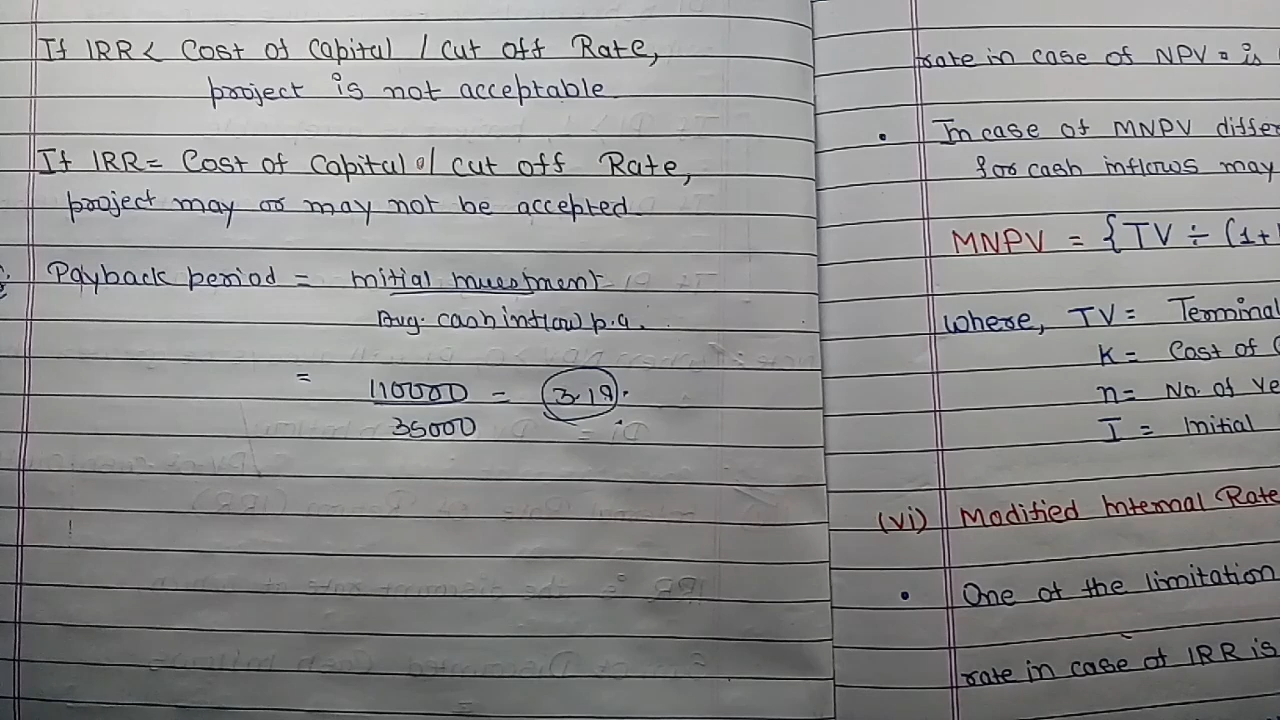 If IRR < Cost of Capital / Cut off Rate,
project is not acceptable
If IRR = Cost of Capital / Cut off Rate,
project may or may not be accepted.
Payback period = initial investment
Avg. cash inflow p.a.
= 110000 = 3.19.
35000
rate in case of NPV is
• In case of MNPV differ
for cash inflows may
MNPV = {TV ÷ (1+
where, TV = Terminal
K = Cost of
n = No. of Ye
I = Initial
(vi) Modified Internal Rate
• One of the limitation
rate in case of IRR is